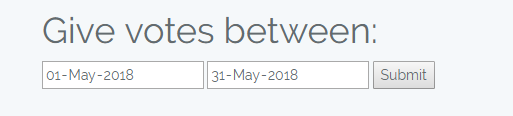 Give votes between:
01-May-2018 31-May-2018 Submit